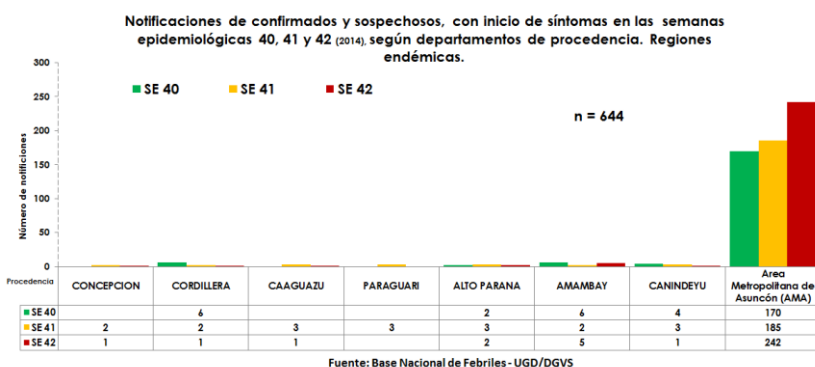 Notificaciones de confirmados y sospechosos, con inicio de síntomas en las semanas
epidemiológicas 40, 41 y 42 (2014), según departamentos de procedencia. Regiones
endémicas.
300
250
200
150
100
50
0
Número de notificiones
SE 40 SE 41 SE 42
n = 644
Procedencia CONCEPCION CORDILLERA CAAGUAZU PARAGUARI ALTO PARANA AMAMBAY CANINDEYU Area
Metropolitana de
Asuncón (AMA)
SE 40 6 2 6 4 170
SE 41 2 2 3 3 3 2 3 185
SE 42 1 1 1 2 5 1 242
Fuente: Base Nacional de Febriles - UGD/DGVS